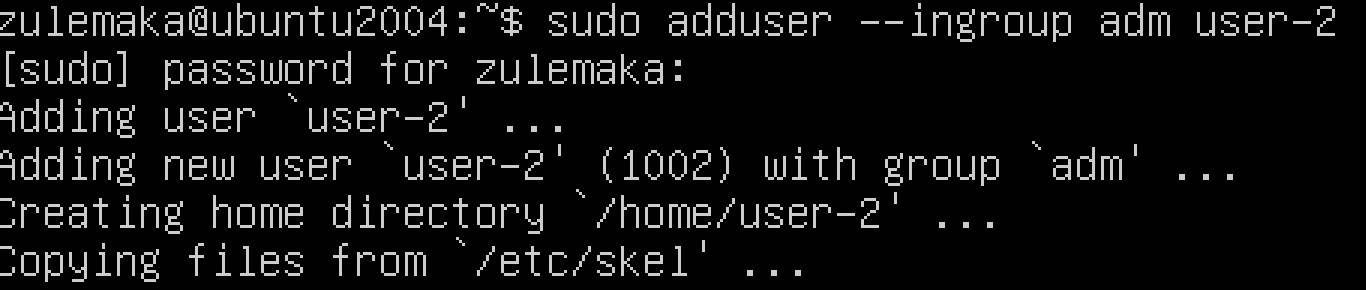 zulemaka@ubuntu2004:~$ sudo adduser --ingroup adm user-2
[sudo] password for zulemaka:
Adding user `user-2' ...
Adding new user `user-2' (1002) with group `adm' ...
Creating home directory `/home/user-2' ...
Copying files from `/etc/skel' ...